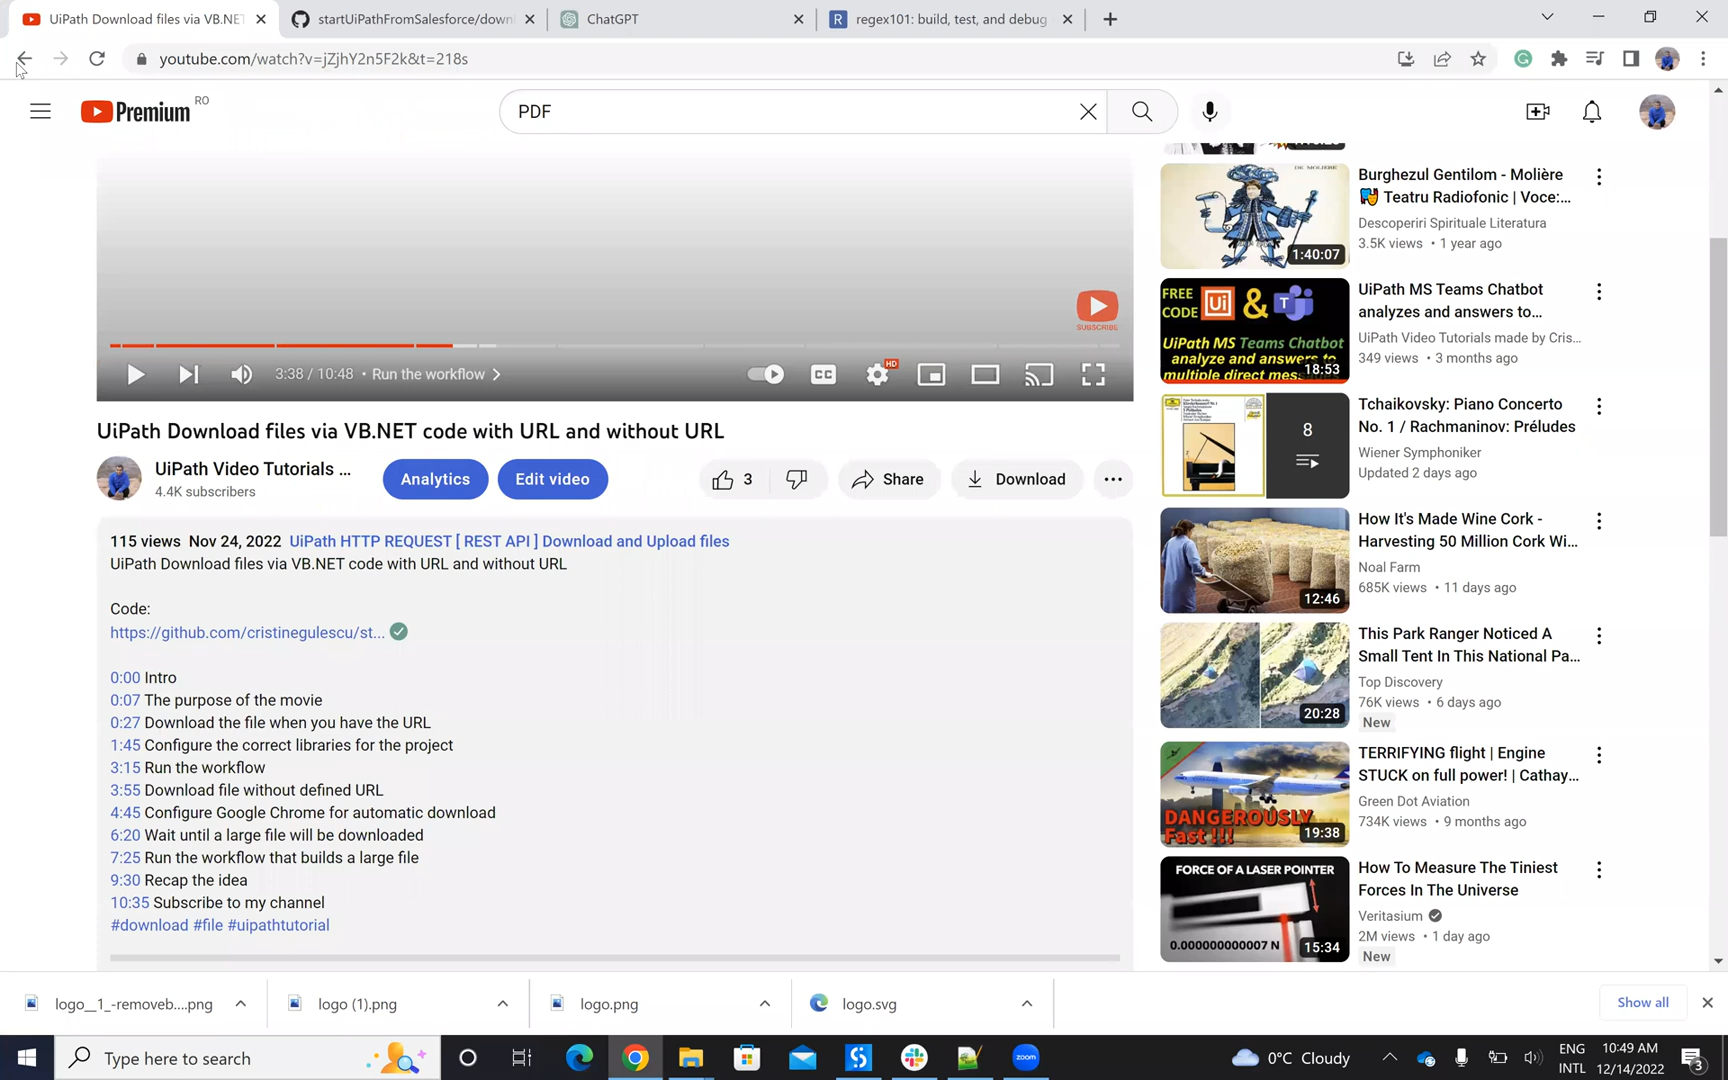 UiPath Download files via VB.NET
startUiPathFromSalesforce/downl
ChatGPT
regex101: build, test, and debug
youtube.com/watch?v=jZjhY2n5F2k&t=218s
Premium RO
PDF
3:38 / 10:48 • Run the workflow
CC
HD
SUBSCRIBE
UiPath Download files via VB.NET code with URL and without URL
UiPath Video Tutorials ...
4.4K subscribers
Analytics
Edit video
3
Share
Download
115 views Nov 24, 2022 UiPath HTTP REQUEST [ REST API ] Download and Upload files
UiPath Download files via VB.NET code with URL and without URL
Code:
https://github.com/cristinegulescu/st...
0:00 Intro
0:07 The purpose of the movie
0:27 Download the file when you have the URL
1:45 Configure the correct libraries for the project
3:15 Run the workflow
3:55 Download file without defined URL
4:45 Configure Google Chrome for automatic download
6:20 Wait until a large file will be downloaded
7:25 Run the workflow that builds a large file
9:30 Recap the idea
10:35 Subscribe to my channel
#download #file #uipathtutorial
DE MOLIÈRE
1:40:07
Burghezul Gentilom - Molière
🎭 Teatru Radiofonic | Voce:...
Descoperiri Spirituale Literatura
3.5K views • 1 year ago
FREE
CODE Ui & T
UiPath MS Teams Chatbot
analyze and answers to
multiple direct mes
18:53
UiPath MS Teams Chatbot
analyzes and answers to...
UiPath Video Tutorials made by Cris...
349 views • 3 months ago
8
Tchaikovsky: Piano Concerto
No. 1 / Rachmaninov: Préludes
Wiener Symphoniker
Updated 2 days ago
12:46
How It's Made Wine Cork -
Harvesting 50 Million Cork Wi...
Noal Farm
685K views • 11 days ago
20:28
This Park Ranger Noticed A
Small Tent In This National Pa...
Top Discovery
76K views • 6 days ago
New
DANGEROUSLY
Fast !!!
19:38
TERRIFYING flight | Engine
STUCK on full power! | Cathay...
Green Dot Aviation
734K views • 9 months ago
FORCE OF A LASER POINTER
0.000000000007 N
15:34
How To Measure The Tiniest
Forces In The Universe
Veritasium
2M views • 1 day ago
New
logo__1_-removeb....png
logo (1).png
logo.png
logo.svg
Show all
Type here to search
zoom
0°C Cloudy
ENG
INTL
10:49 AM
12/14/2022
3